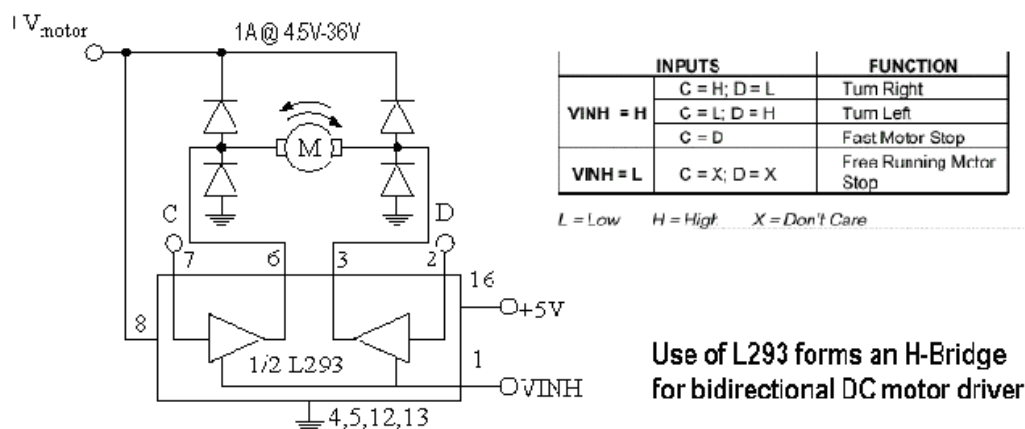 +V motor
1A @ 4.5V-36V
M
C
D
7
6
3
2
16
8
+5V
1/2 L293
1
VINH
4,5,12,13
INPUTS FUNCTION
VINH = H C = H; D = L Turn Right
C = L; D = H Turn Left
C = D Fast Motor Stop
VINH = L C = X; D = X Free Running Motor
Stop
L = Low H = High X = Don't Care
Use of L293 forms an H-Bridge
for bidirectional DC motor driver